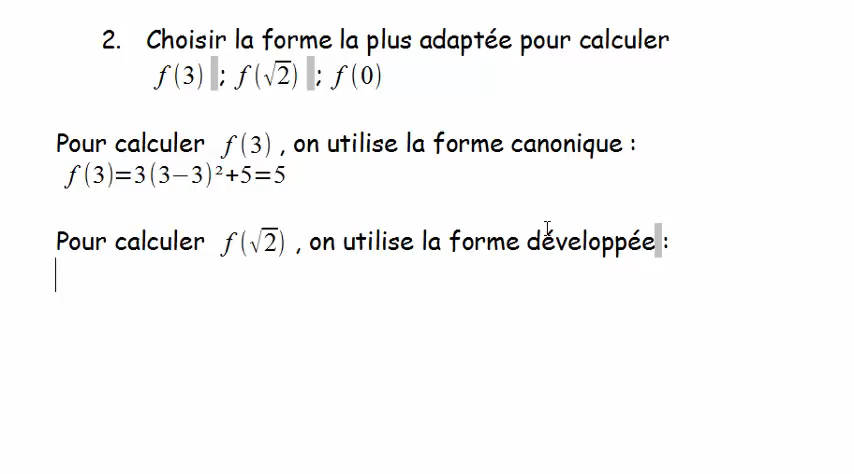 2. Choisir la forme la plus adaptée pour calculer
f(3) ; f(√2) ; f(0)
Pour calculer f(3) , on utilise la forme canonique :
f(3)=3(3−3)²+5=5
Pour calculer f(√2) , on utilise la forme développée :